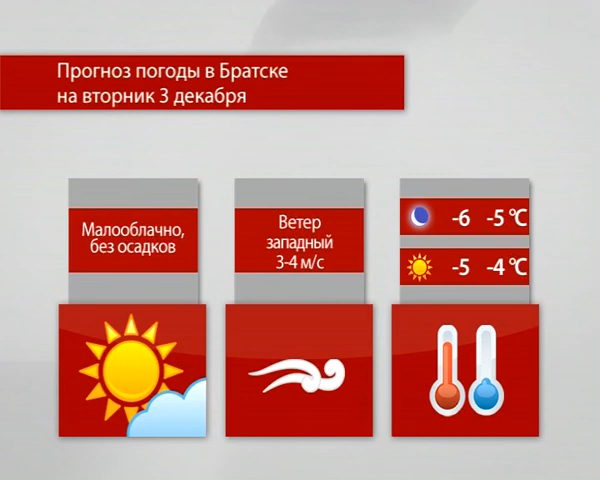 Прогноз погоды в Братске
на вторник 3 декабря
Малооблачно,
без осадков
Ветер
западный
3-4 м/с
-6 -5 °C
-5 -4 °C